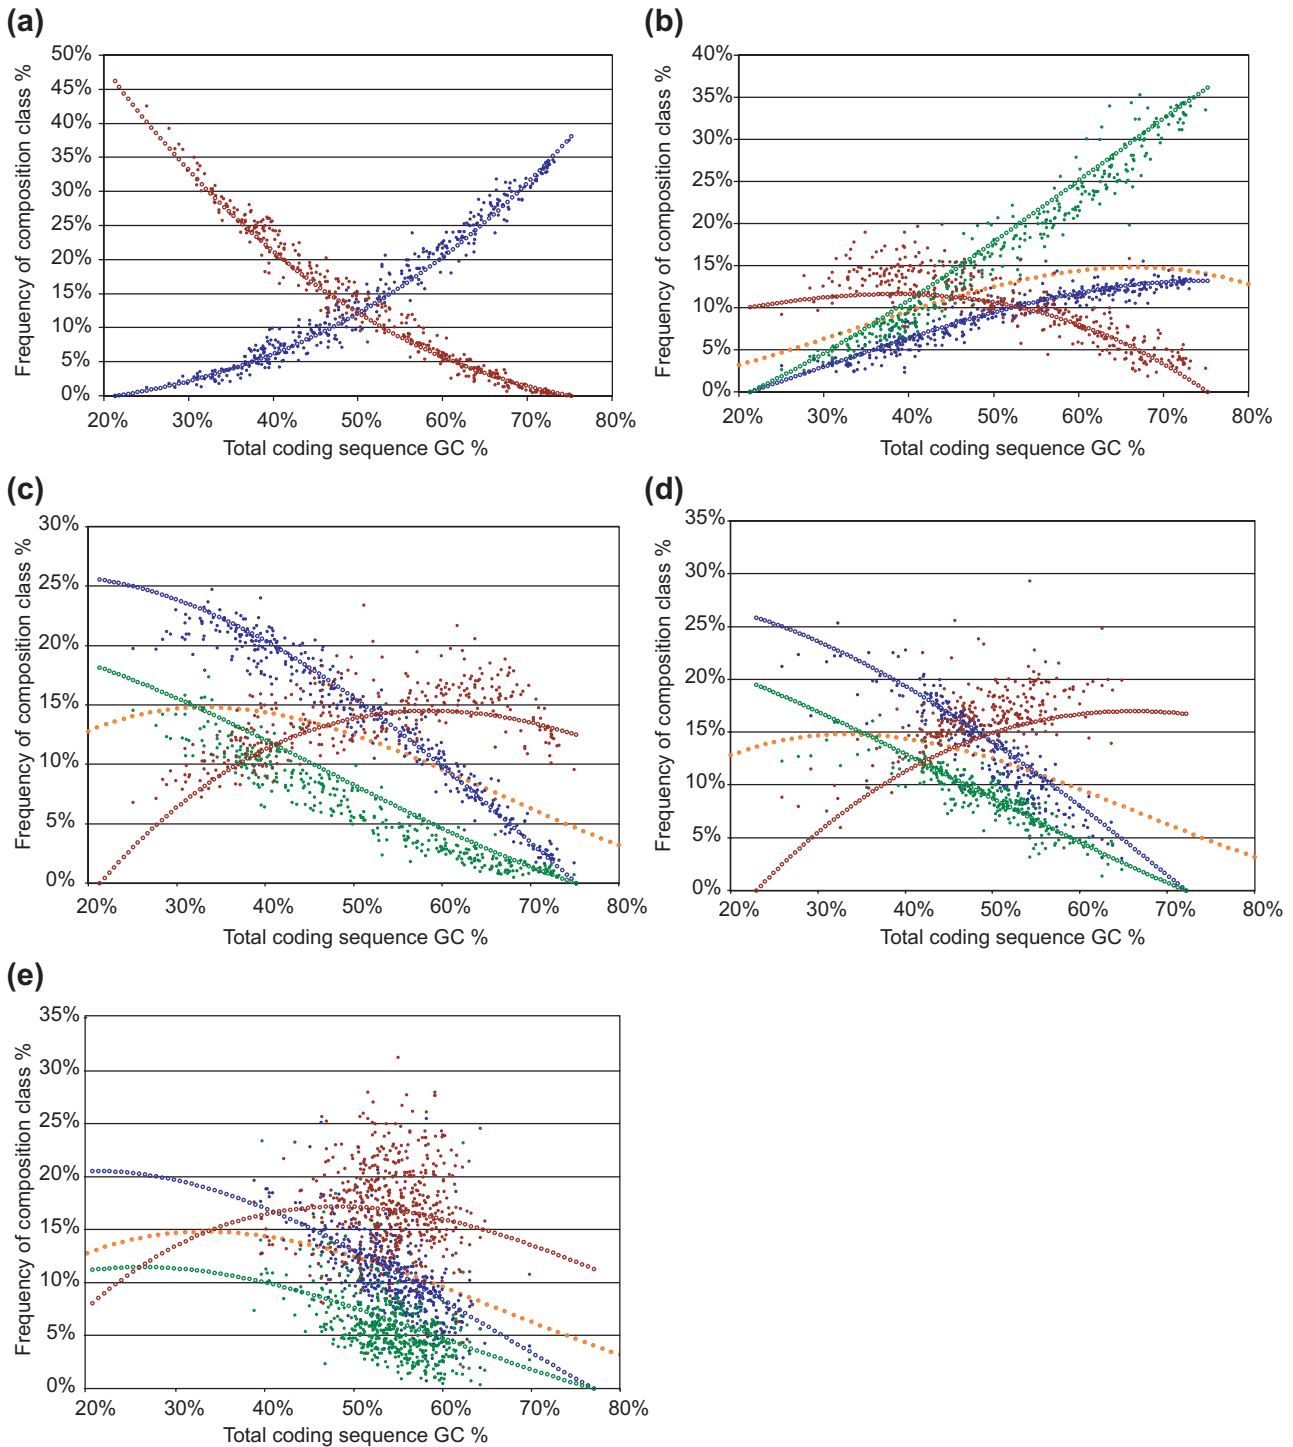 (a)
Frequency of composition class %
50%
45%
40%
35%
30%
25%
20%
15%
10%
5%
0%
20% 30% 40% 50% 60% 70% 80%
Total coding sequence GC %
(b)
Frequency of composition class %
40%
35%
30%
25%
20%
15%
10%
5%
0%
20% 30% 40% 50% 60% 70% 80%
Total coding sequence GC %
(c)
Frequency of composition class %
30%
25%
20%
15%
10%
5%
0%
20% 30% 40% 50% 60% 70% 80%
Total coding sequence GC %
(d)
Frequency of composition class %
35%
30%
25%
20%
15%
10%
5%
0%
20% 30% 40% 50% 60% 70% 80%
Total coding sequence GC %
(e)
Frequency of composition class %
35%
30%
25%
20%
15%
10%
5%
0%
20% 30% 40% 50% 60% 70% 80%
Total coding sequence GC %